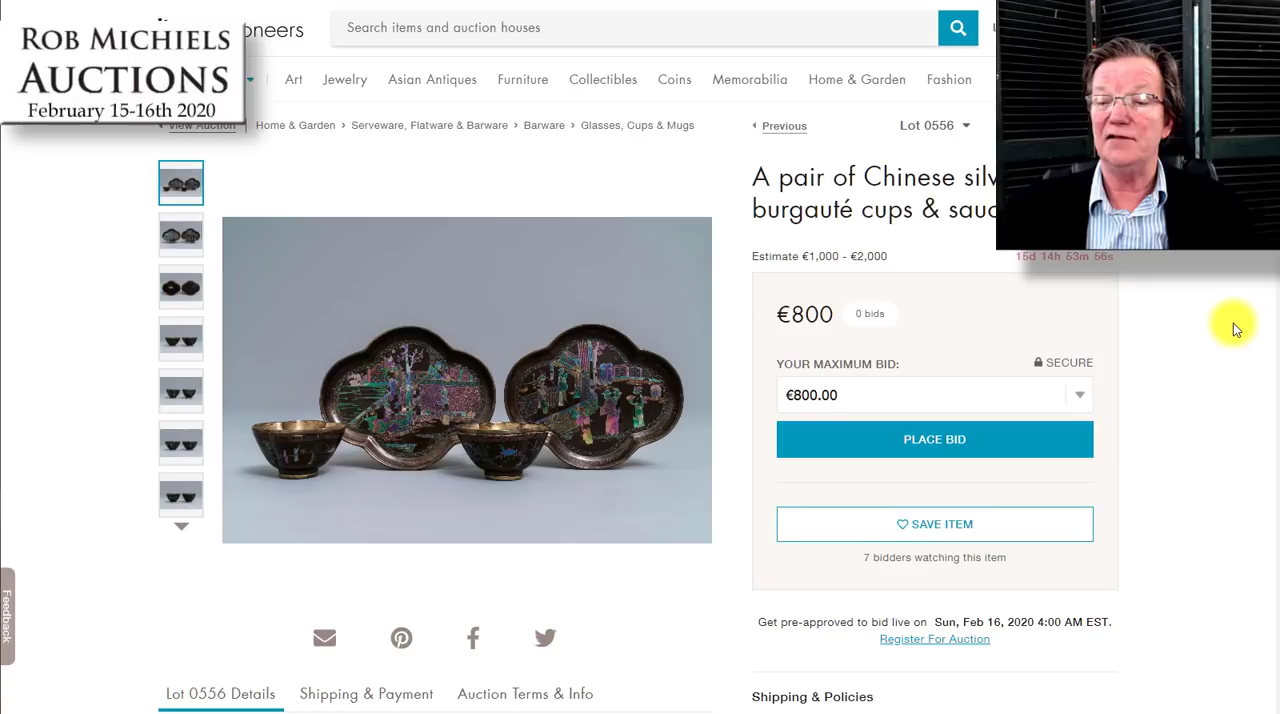 ROB MICHIELS
AUCTIONS
February 15-16th 2020
oneers
Search items and auction houses
Art
Jewelry
Asian Antiques
Furniture
Collectibles
Coins
Memorabilia
Home & Garden
Fashion
View Auction
Home & Garden > Serveware, Flatware & Barware > Barware > Glasses, Cups & Mugs
Previous
Lot 0556
A pair of Chinese silv
burgauté cups & sauc
Estimate €1,000 - €2,000
15d 14h 53m 56s
€800
0 bids
YOUR MAXIMUM BID:
SECURE
€800.00
PLACE BID
SAVE ITEM
7 bidders watching this item
Feedback
Get pre-approved to bid live on Sun, Feb 16, 2020 4:00 AM EST.
Register For Auction
Lot 0556 Details
Shipping & Payment
Auction Terms & Info
Shipping & Policies